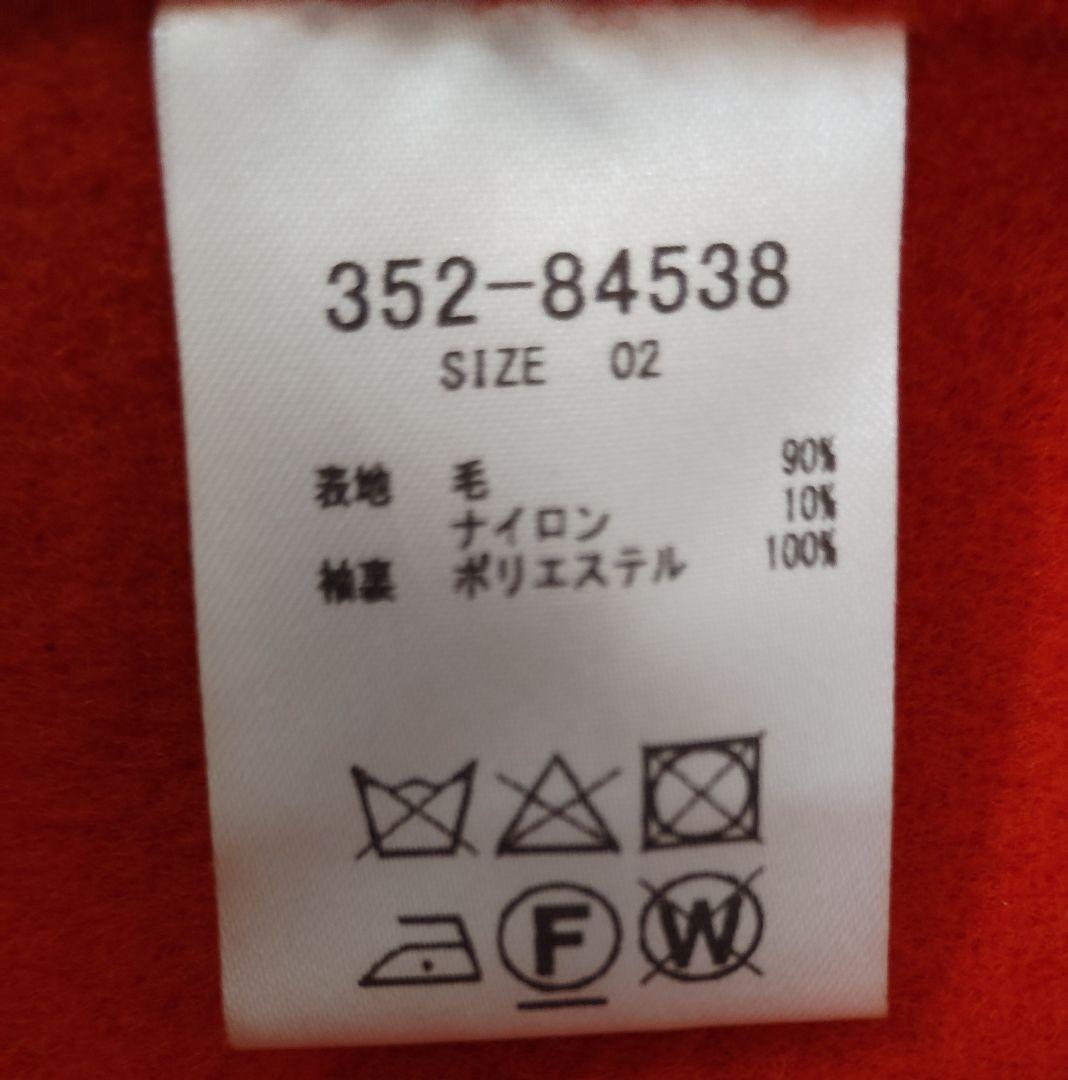 352-84538
SIZE 02
表地 毛 90%
ナイロン 10%
袖裏 ポリエステル 100%
F W